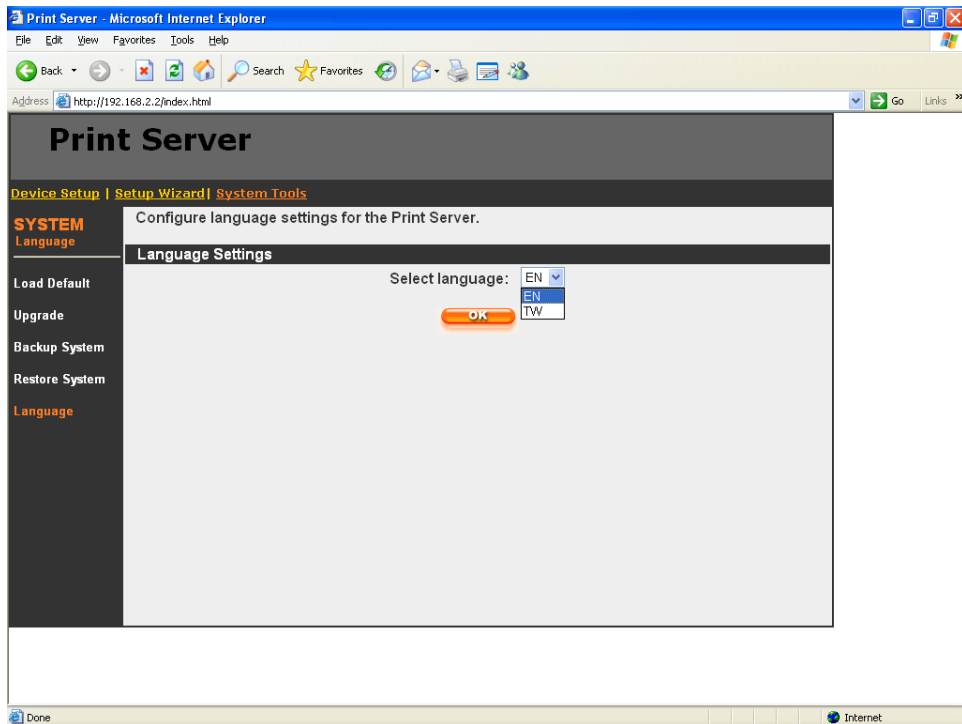 Print Server - Microsoft Internet Explorer
File Edit View Favorites Tools Help
Back Search Favorites
Address http://192.168.2.2/index.html Go Links »
Print Server
Device Setup | Setup Wizard| System Tools
SYSTEM
Language
Load Default
Upgrade
Backup System
Restore System
Language
Configure language settings for the Print Server.
Language Settings
Select language: EN
EN
TW
OK
Done Internet